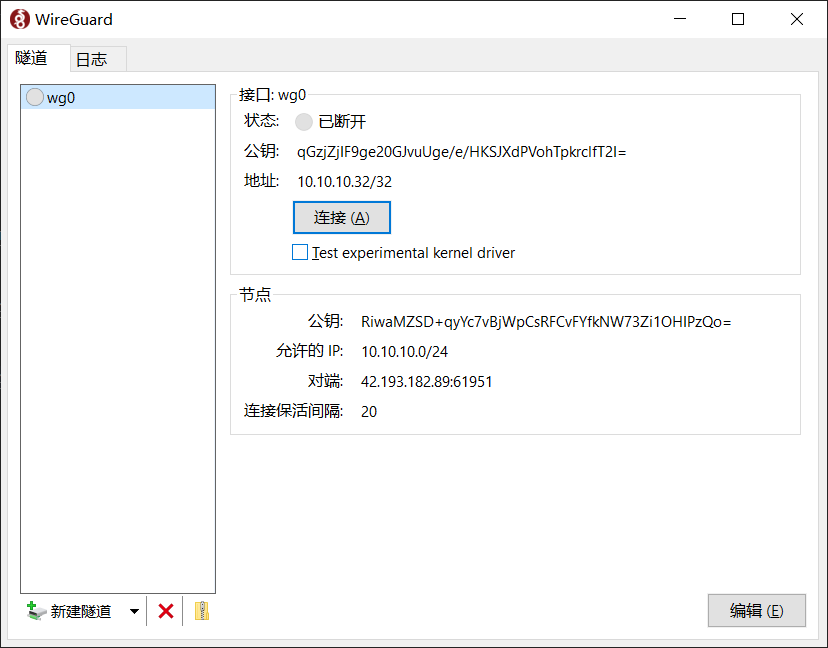 WireGuard
隧道 日志
wg0
接口: wg0
状态: 已断开
公钥: qGzjZjIF9ge20GJvuUge/e/HKSJXdPVohTpkrclfT2I=
地址: 10.10.10.32/32
连接 (A)
Test experimental kernel driver
节点
公钥: RiwaMZSD+qyYc7vBjWpCsRFCvFYfkNW73Zi1OHIPzQo=
允许的 IP: 10.10.10.0/24
对端: 42.193.182.89:61951
连接保活间隔: 20
新建隧道
编辑 (E)